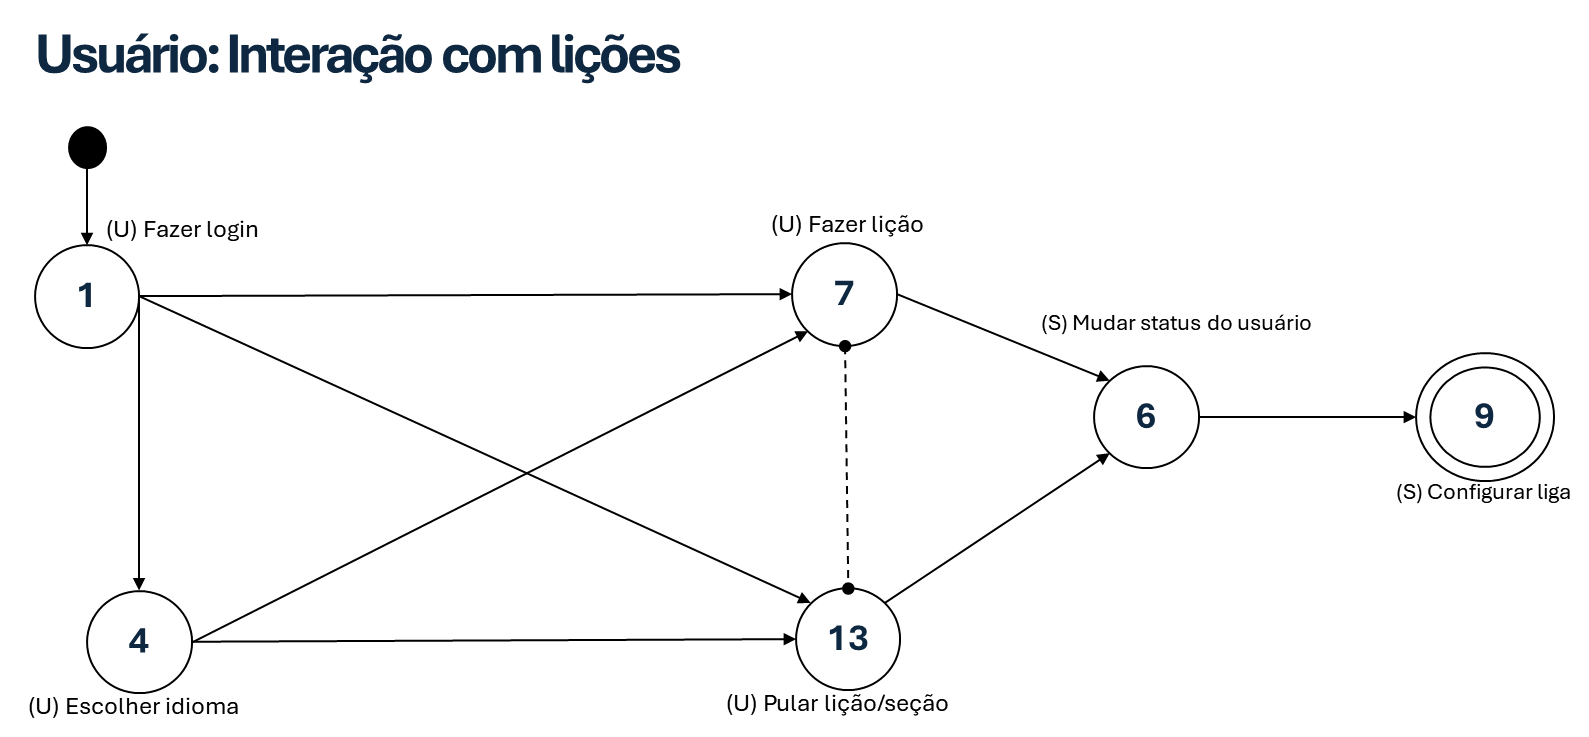 Usuário: Interação com lições
(U) Fazer login
(U) Fazer lição
1
7
(S) Mudar status do usuário
6
9
(S) Configurar liga
4
13
(U) Escolher idioma
(U) Pular lição/seção